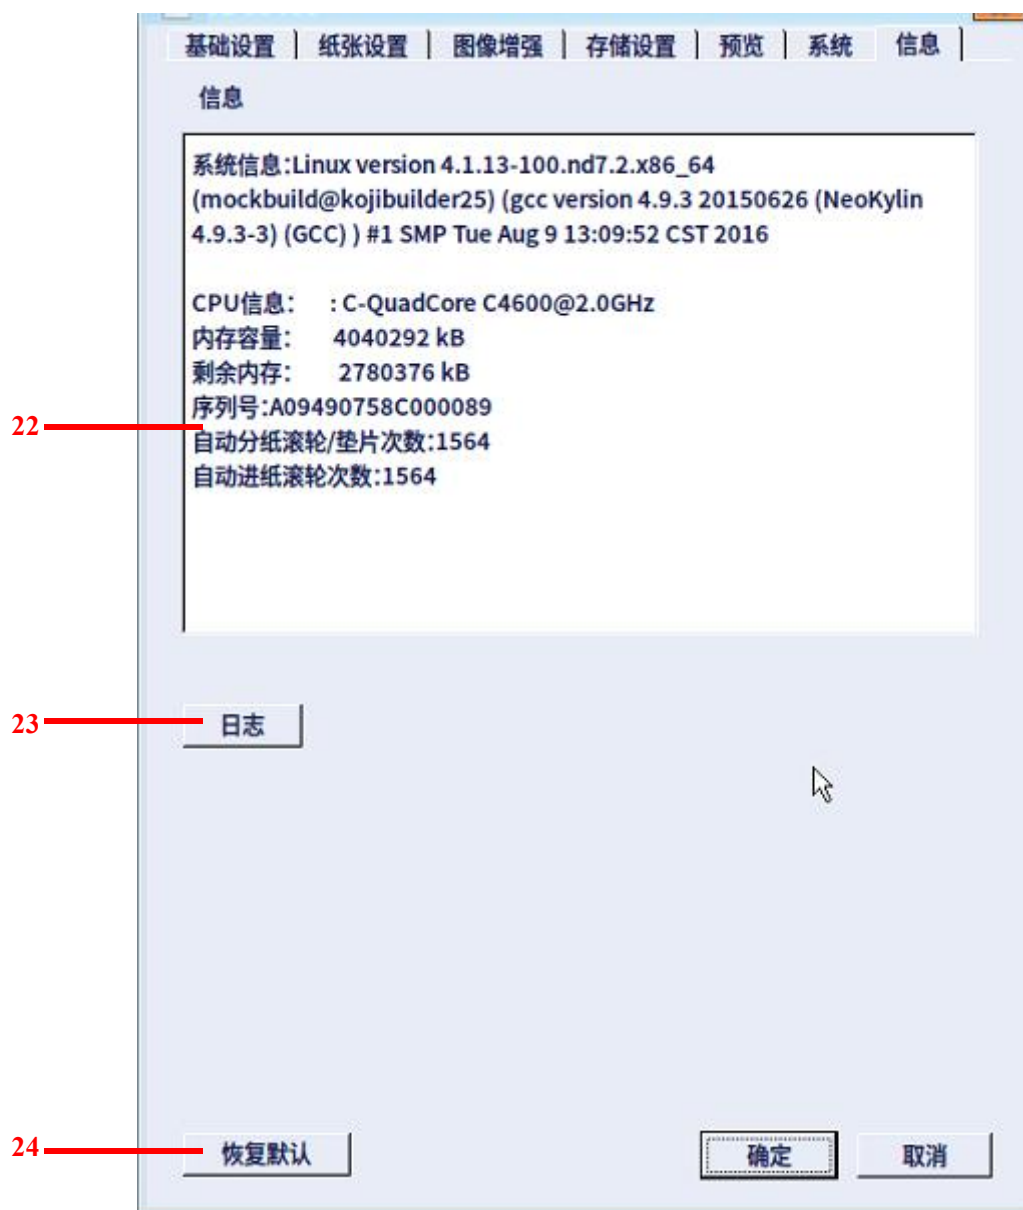 基础设置 纸张设置 图像增强 存储设置 预览 系统 信息
信息
系统信息:Linux version 4.1.13-100.nd7.2.x86_64
(mockbuild@kojibuilder25) (gcc version 4.9.3 20150626 (NeoKylin
4.9.3-3) (GCC) ) #1 SMP Tue Aug 9 13:09:52 CST 2016
CPU信息: : C-QuadCore C4600@2.0GHz
内存容量: 4040292 kB
剩余内存: 2780376 kB
序列号:A09490758C000089
22
自动分纸滚轮/垫片次数:1564
自动进纸滚轮次数:1564
23 日志
24 恢复默认 确定 取消